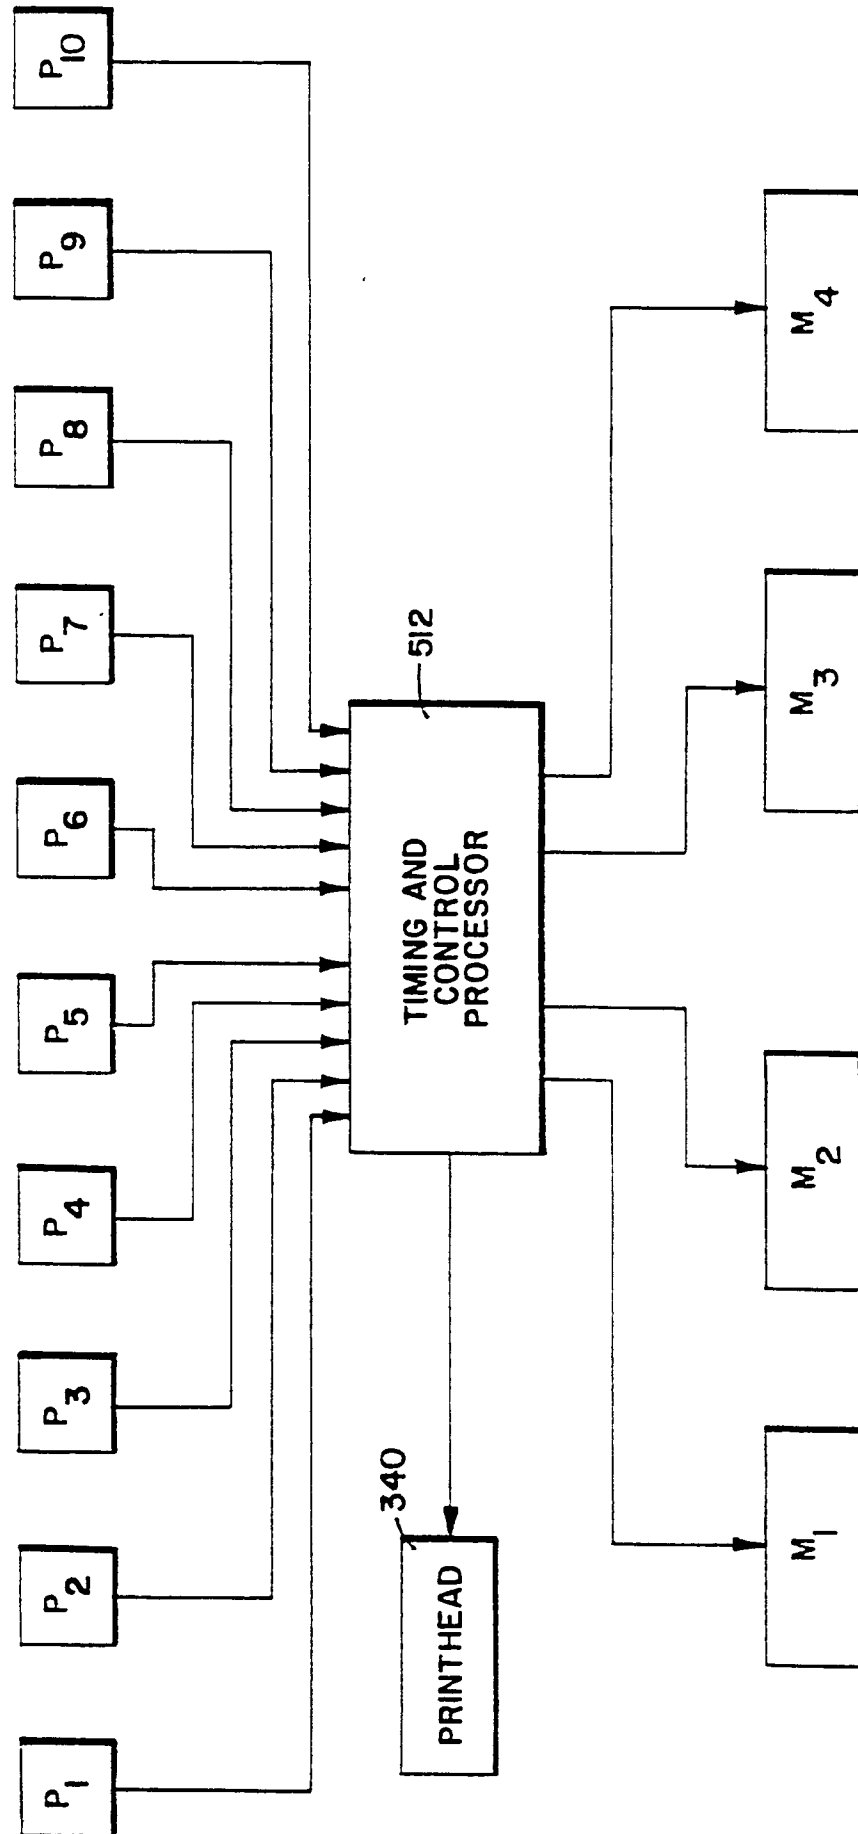 P1
P2
P3
P4
P5
P6
P7
P8
P9
P10
512
TIMING AND
CONTROL
PROCESSOR
340
PRINTHEAD
M1
M2
M3
M4